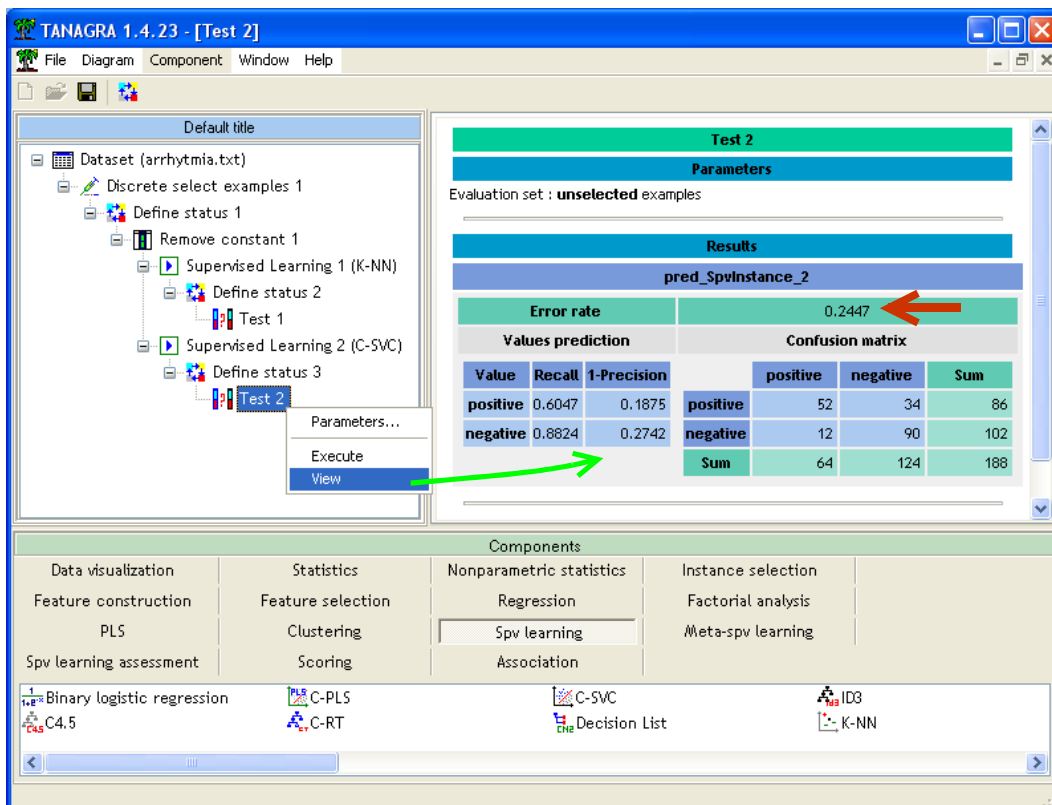 TANAGRA 1.4.23 - [Test 2]
File Diagram Component Window Help
Default title
Dataset (arrhytmia.txt)
Discrete select examples 1
Define status 1
Remove constant 1
Supervised Learning 1 (K-NN)
Define status 2
Test 1
Supervised Learning 2 (C-SVC)
Define status 3
Test 2
Parameters...
Execute
View
Test 2
Parameters
Evaluation set : unselected examples
Results
pred_SpvInstance_2
Error rate 0.2447
Values prediction Confusion matrix
Value Recall 1-Precision
positive 0.6047 0.1875
negative 0.8824 0.2742
positive negative Sum
positive 52 34 86
negative 12 90 102
Sum 64 124 188
Components
Data visualization Statistics Nonparametric statistics Instance selection
Feature construction Feature selection Regression Factorial analysis
PLS Clustering Spv learning Meta-spv learning
Spv learning assessment Scoring Association
Binary logistic regression C-PLS C-SVC ID3
C4.5 C-RT Decision List K-NN